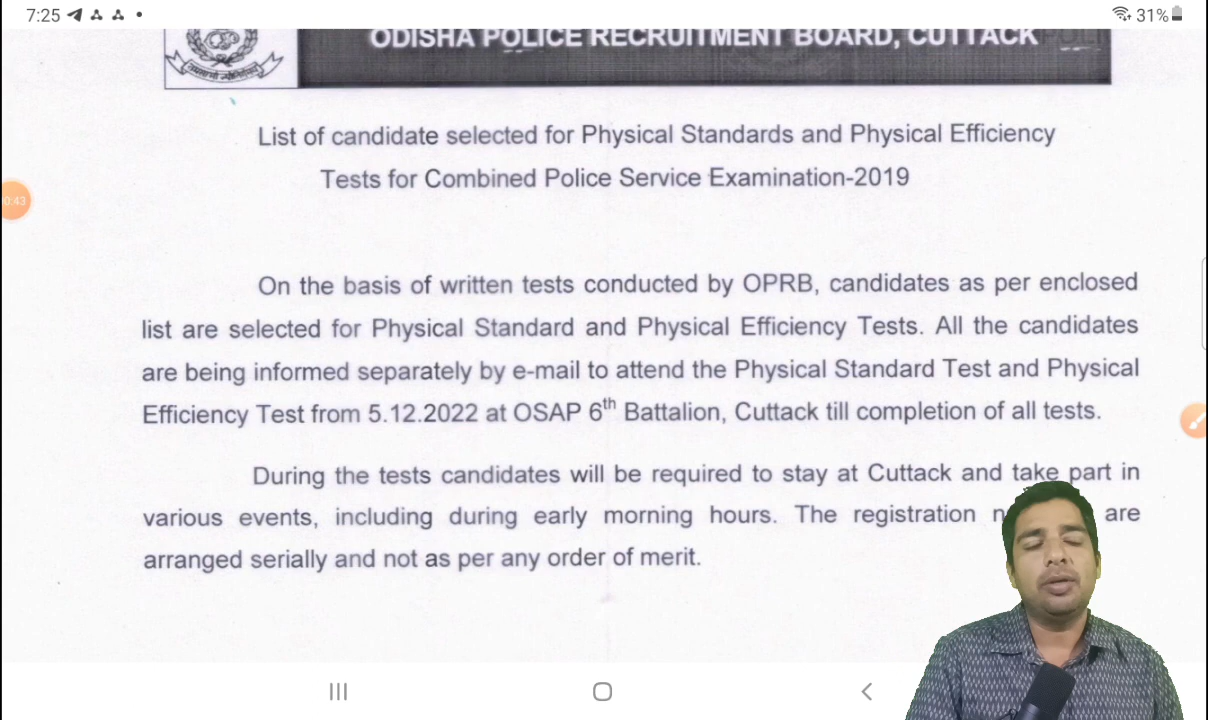 7:25
31%
ODISHA POLICE RECRUITMENT BOARD, CUTTACK
List of candidate selected for Physical Standards and Physical Efficiency
Tests for Combined Police Service Examination-2019
0:43
On the basis of written tests conducted by OPRB, candidates as per enclosed
list are selected for Physical Standard and Physical Efficiency Tests. All the candidates
are being informed separately by e-mail to attend the Physical Standard Test and Physical
Efficiency Test from 5.12.2022 at OSAP 6th Battalion, Cuttack till completion of all tests.
During the tests candidates will be required to stay at Cuttack and take part in
various events, including during early morning hours. The registration are
arranged serially and not as per any order of merit.